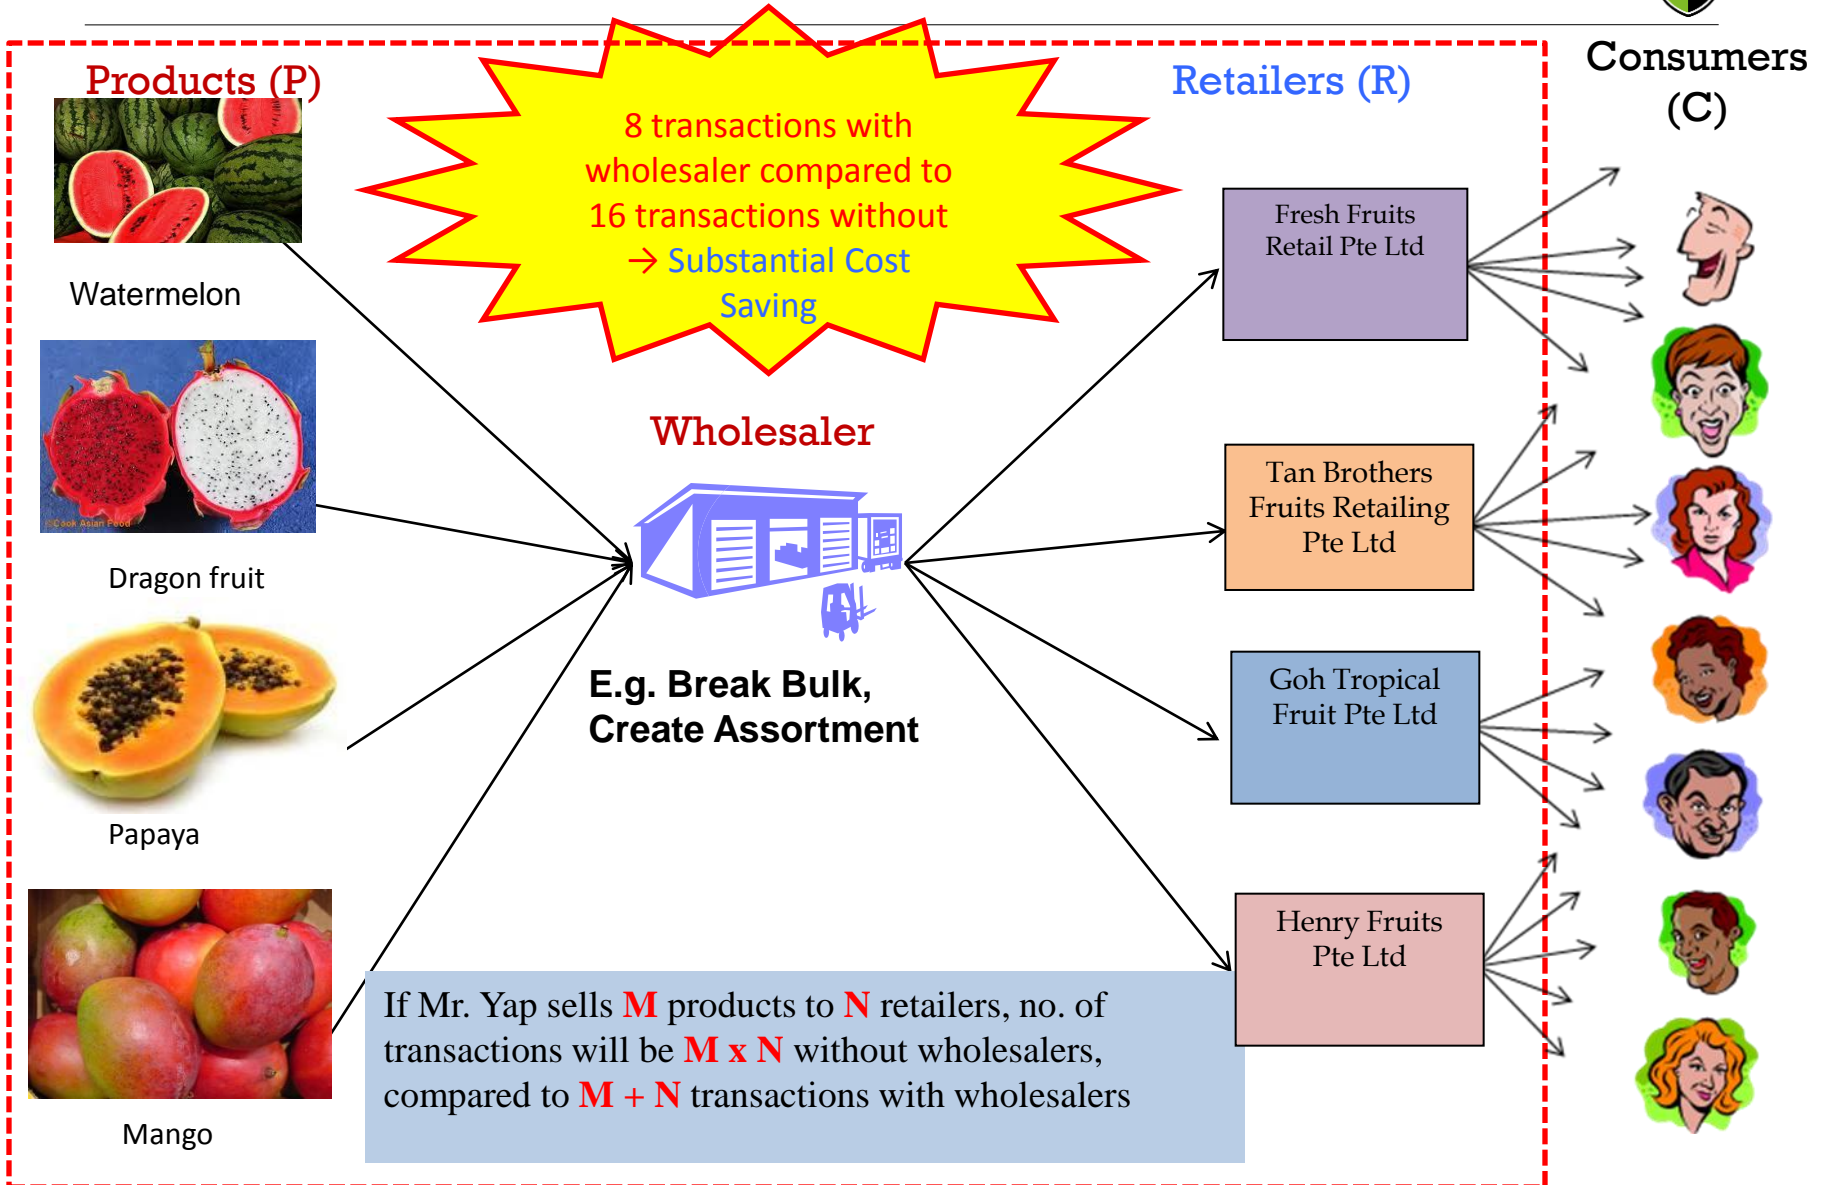 Products (P)
Retailers (R)
Consumers
(C)
8 transactions with
wholesaler compared to
16 transactions without
→ Substantial Cost
Saving
Watermelon
©Cook Asian Food
Dragon fruit
Papaya
Mango
Wholesaler
E.g. Break Bulk,
Create Assortment
Fresh Fruits
Retail Pte Ltd
Tan Brothers
Fruits Retailing
Pte Ltd
Goh Tropical
Fruit Pte Ltd
Henry Fruits
Pte Ltd
If Mr. Yap sells M products to N retailers, no. of
transactions will be M x N without wholesalers,
compared to M + N transactions with wholesalers